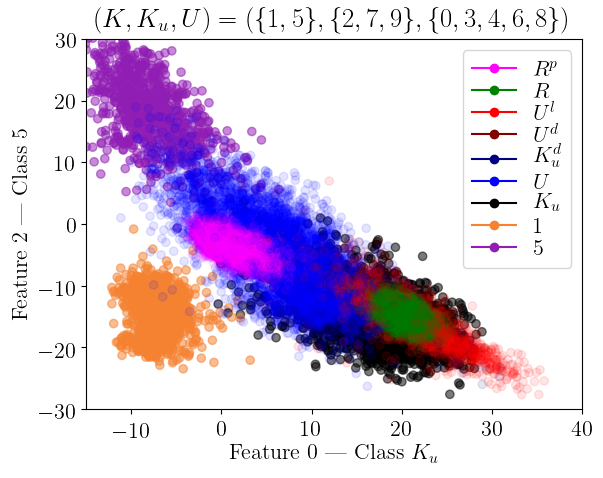 (K, K_u, U) = ({1, 5}, {2, 7, 9}, {0, 3, 4, 6, 8})
30
20
10
0
−10
−20
−30
Feature 2 — Class 5
R^p
R
U^l
U^d
K_u^d
U
K_u
1
5
−10 0 10 20 30 40
Feature 0 — Class K_u